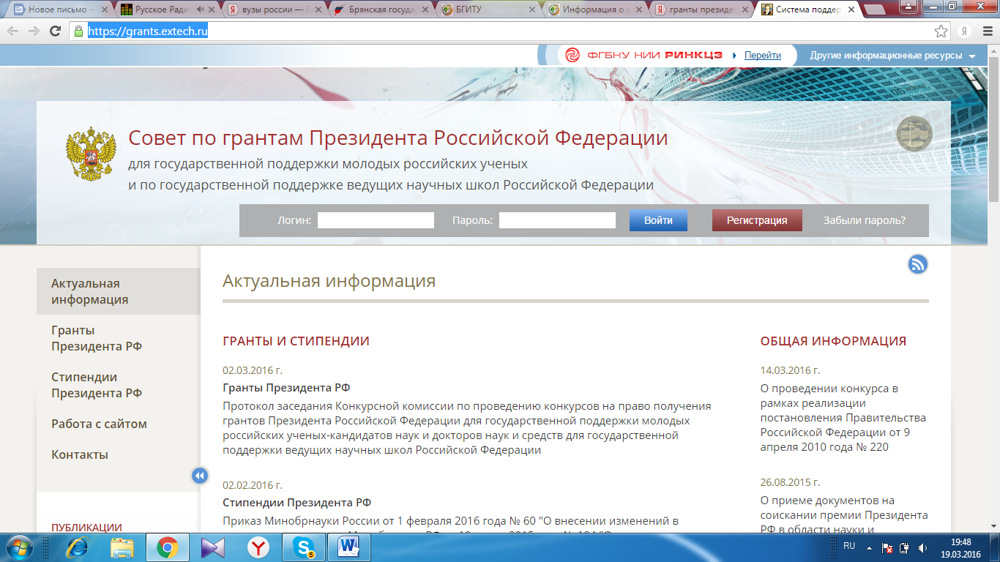 Новое письмо —
Русское Ради
вузы россии —
Брянская госуда
БГИТУ
Информация о
гранты президе
Система поддер
https://grants.extech.ru
Я
ФГБНУ НИИ РИНКЦЭ
Перейти
Другие информационные ресурсы
Совет по грантам Президента Российской Федерации
для государственной поддержки молодых российских ученых
и по государственной поддержке ведущих научных школ Российской Федерации
Логин:
Пароль:
Войти
Регистрация
Забыли пароль?
Актуальная
информация
Гранты
Президента РФ
Стипендии
Президента РФ
Работа с сайтом
Контакты
ПУБЛИКАЦИИ
Актуальная информация
ГРАНТЫ И СТИПЕНДИИ
02.03.2016 г.
Гранты Президента РФ
Протокол заседания Конкурсной комиссии по проведению конкурсов на право получения
грантов Президента Российской Федерации для государственной поддержки молодых
российских ученых-кандидатов наук и докторов наук и средств для государственной
поддержки ведущих научных школ Российской Федерации
02.02.2016 г.
Стипендии Президента РФ
Приказ Минобрнауки России от 1 февраля 2016 года № 60 "О внесении изменений в
ОБЩАЯ ИНФОРМАЦИЯ
14.03.2016 г.
О проведении конкурса в
рамках реализации
постановления Правительства
Российской Федерации от 9
апреля 2010 года № 220
26.08.2015 г.
О приеме документов на
соискании премии Президента
РФ в области науки и
5
RU
19:48
19.03.2016